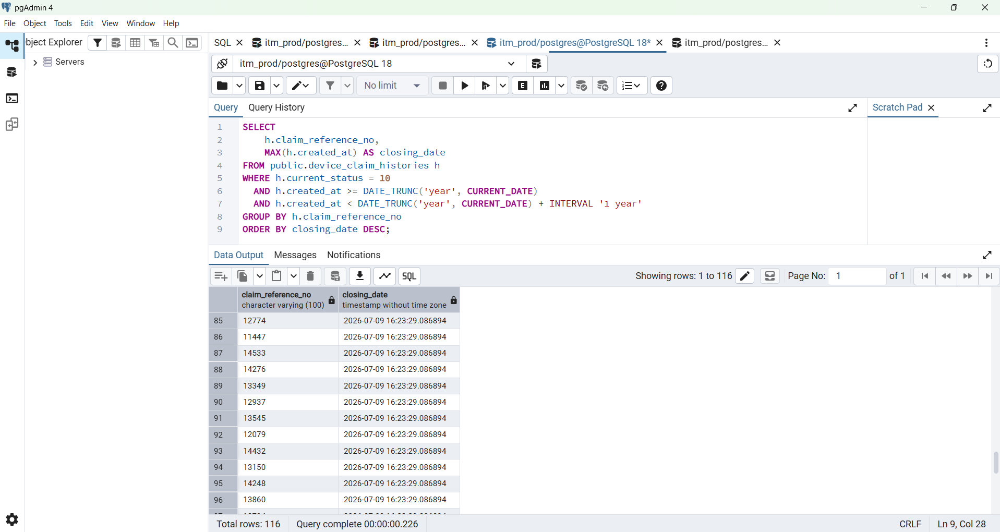 pgAdmin 4
File Object Tools Edit View Window Help
bject Explorer
SQL itm_prod/postgres... itm_prod/postgres... itm_prod/postgres@PostgreSQL 18* itm_prod/postgres...
Servers
itm_prod/postgres@PostgreSQL 18
No limit
E
Query Query History
Scratch Pad
1 SELECT
2 h.claim_reference_no,
3 MAX(h.created_at) AS closing_date
4 FROM public.device_claim_histories h
5 WHERE h.current_status = 10
6 AND h.created_at >= DATE_TRUNC('year', CURRENT_DATE)
7 AND h.created_at < DATE_TRUNC('year', CURRENT_DATE) + INTERVAL '1 year'
8 GROUP BY h.claim_reference_no
9 ORDER BY closing_date DESC;
Data Output Messages Notifications
SQL Showing rows: 1 to 116 Page No: 1 of 1
claim_reference_no closing_date
character varying (100) timestamp without time zone
85 12774 2026-07-09 16:23:29.086894
86 11447 2026-07-09 16:23:29.086894
87 14533 2026-07-09 16:23:29.086894
88 14276 2026-07-09 16:23:29.086894
89 13349 2026-07-09 16:23:29.086894
90 12937 2026-07-09 16:23:29.086894
91 13545 2026-07-09 16:23:29.086894
92 12079 2026-07-09 16:23:29.086894
93 14432 2026-07-09 16:23:29.086894
94 13150 2026-07-09 16:23:29.086894
95 14248 2026-07-09 16:23:29.086894
96 13860 2026-07-09 16:23:29.086894
Total rows: 116 Query complete 00:00:00.226 CRLF Ln 9, Col 28